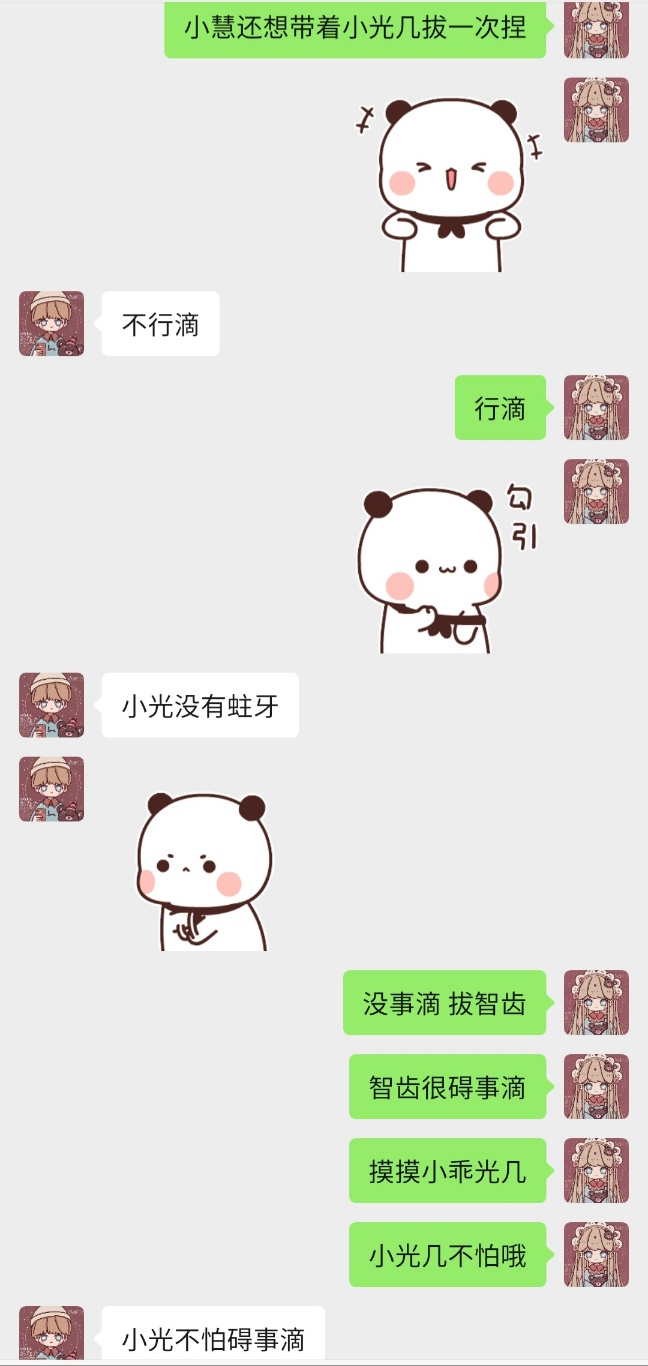 小慧还想带着小光几拔一次捏
不行滴
行滴
勾
引
小光没有蛀牙
没事滴 拔智齿
智齿很碍事滴
摸摸小乖光几
小光几不怕哦
小光不怕碍事滴